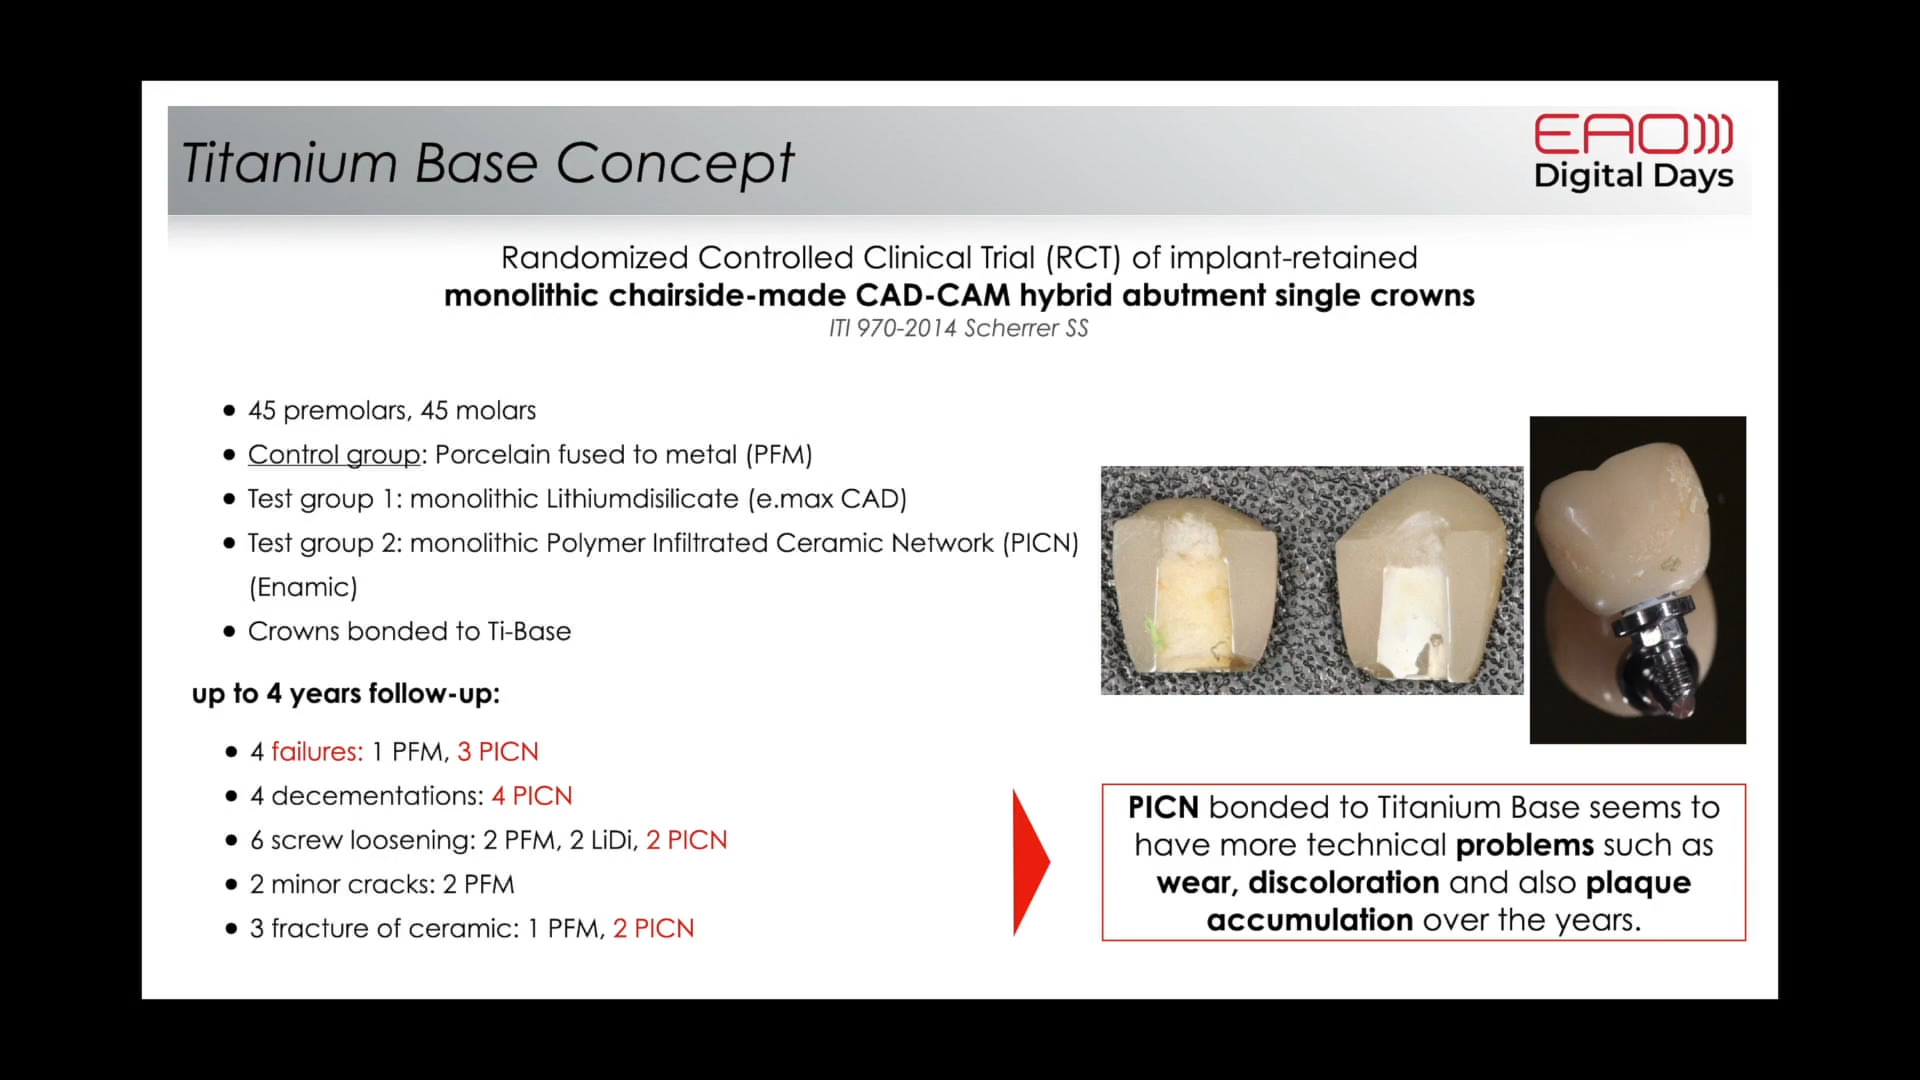 Titanium Base Concept
EAO)))
Digital Days
Randomized Controlled Clinical Trial (RCT) of implant-retained
monolithic chairside-made CAD-CAM hybrid abutment single crowns
ITI 970-2014 Scherrer SS
• 45 premolars, 45 molars
• Control group: Porcelain fused to metal (PFM)
• Test group 1: monolithic Lithiumdisilicate (e.max CAD)
• Test group 2: monolithic Polymer Infiltrated Ceramic Network (PICN)
(Enamic)
• Crowns bonded to Ti-Base
up to 4 years follow-up:
• 4 failures: 1 PFM, 3 PICN
• 4 decementations: 4 PICN
• 6 screw loosening: 2 PFM, 2 LiDi, 2 PICN
• 2 minor cracks: 2 PFM
• 3 fracture of ceramic: 1 PFM, 2 PICN
PICN bonded to Titanium Base seems to
have more technical problems such as
wear, discoloration and also plaque
accumulation over the years.